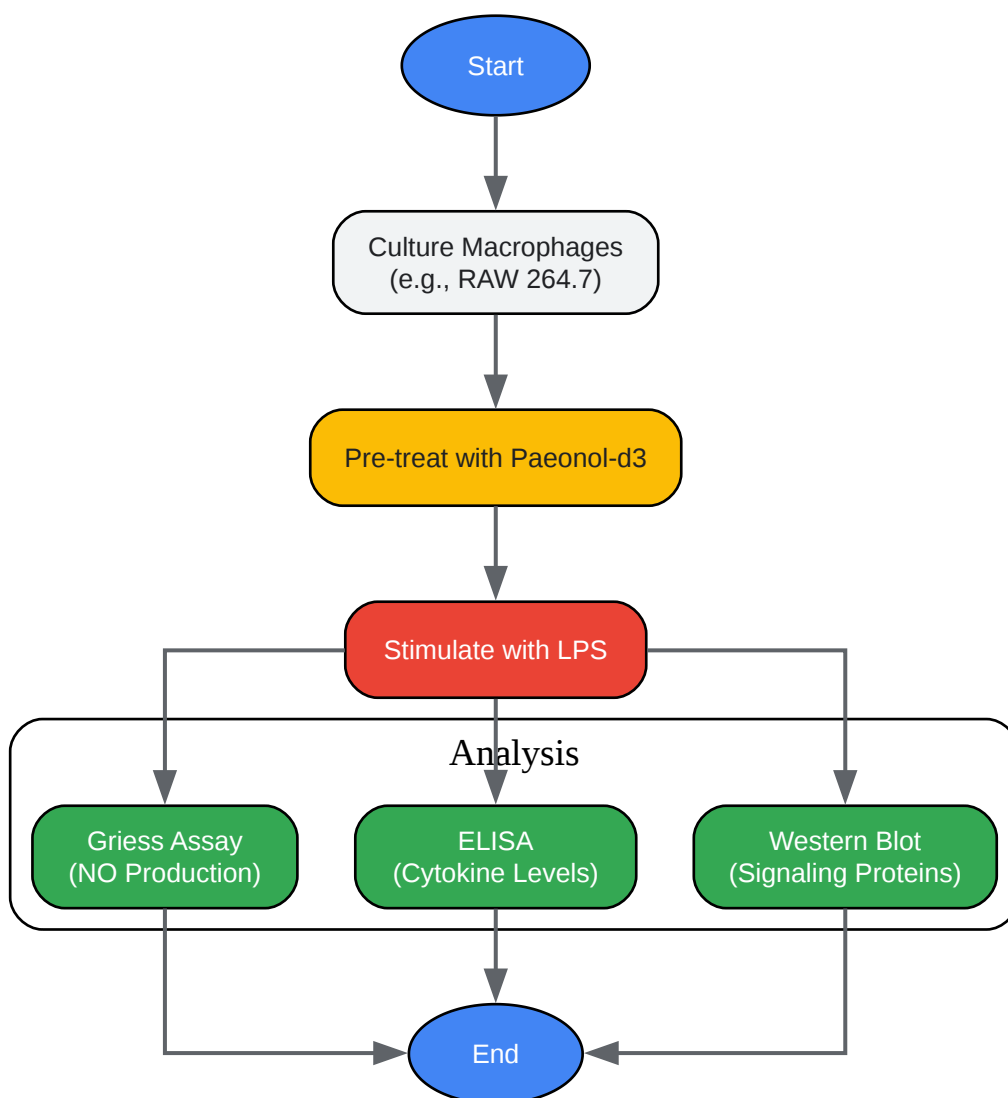 Start
Culture Macrophages
(e.g., RAW 264.7)
Pre-treat with Paeonol-d3
Stimulate with LPS
Analysis
Griess Assay
(NO Production)
ELISA
(Cytokine Levels)
Western Blot
(Signaling Proteins)
End